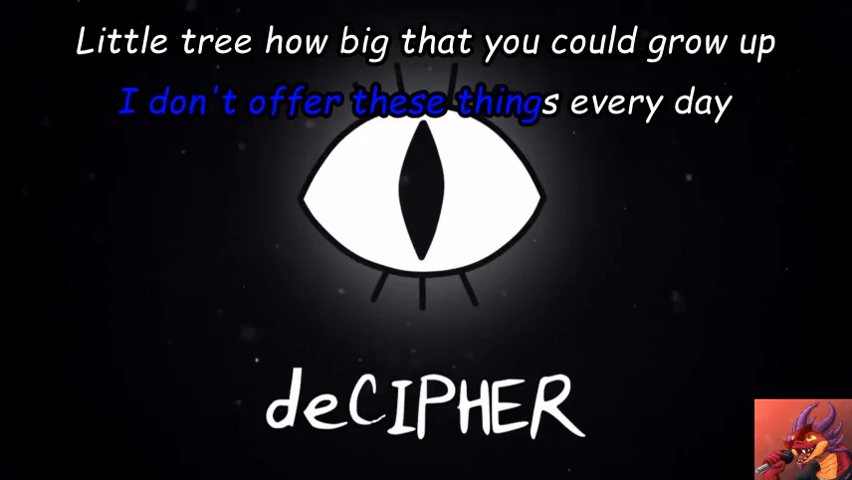 Little tree how big that you could grow up
I don't offer these things every day
deCIPHER